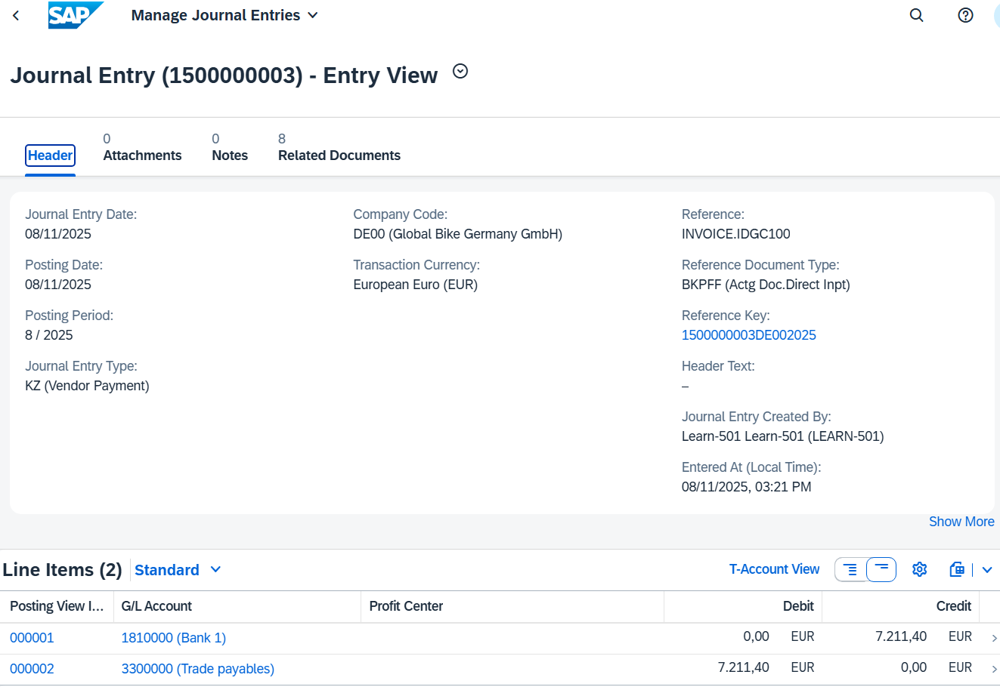 SAP Manage Journal Entries
Journal Entry (1500000003) - Entry View
0 0 8
Header Attachments Notes Related Documents
Journal Entry Date: Company Code: Reference:
08/11/2025 DE00 (Global Bike Germany GmbH) INVOICE.IDGC100
Posting Date: Transaction Currency: Reference Document Type:
08/11/2025 European Euro (EUR) BKPFF (Actg Doc.Direct Inpt)
Posting Period: Reference Key:
8 / 2025 1500000003DE002025
Journal Entry Type: Header Text:
KZ (Vendor Payment) –
Journal Entry Created By:
Learn-501 Learn-501 (LEARN-501)
Entered At (Local Time):
08/11/2025, 03:21 PM
Show More
Line Items (2) Standard T-Account View
Posting View I... G/L Account Profit Center Debit Credit
000001 1810000 (Bank 1) 0,00 EUR 7.211,40 EUR
000002 3300000 (Trade payables) 7.211,40 EUR 0,00 EUR